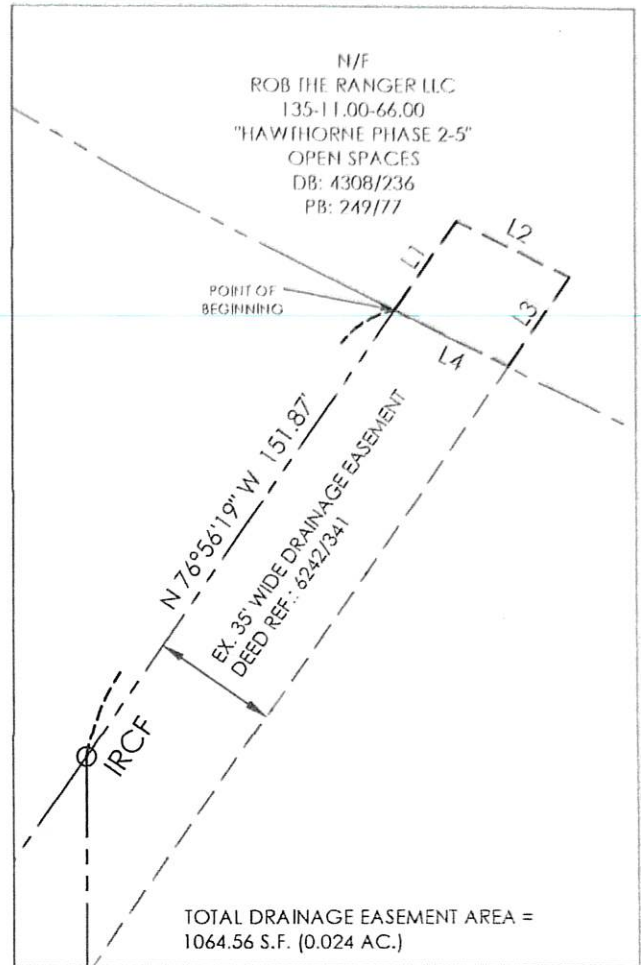 N/F
ROB THE RANGER LLC
135-11.00-66.00
"HAWTHORNE PHASE 2-5"
OPEN SPACES
DB: 4308/236
PB: 249/77
L1
L2
L3
L4
POINT OF
BEGINNING
N 76°56'19" W 151.87'
EX. 35' WIDE DRAINAGE EASEMENT
DEED REF.: 6242/341
IRCF
TOTAL DRAINAGE EASEMENT AREA =
1064.56 S.F. (0.024 AC.)